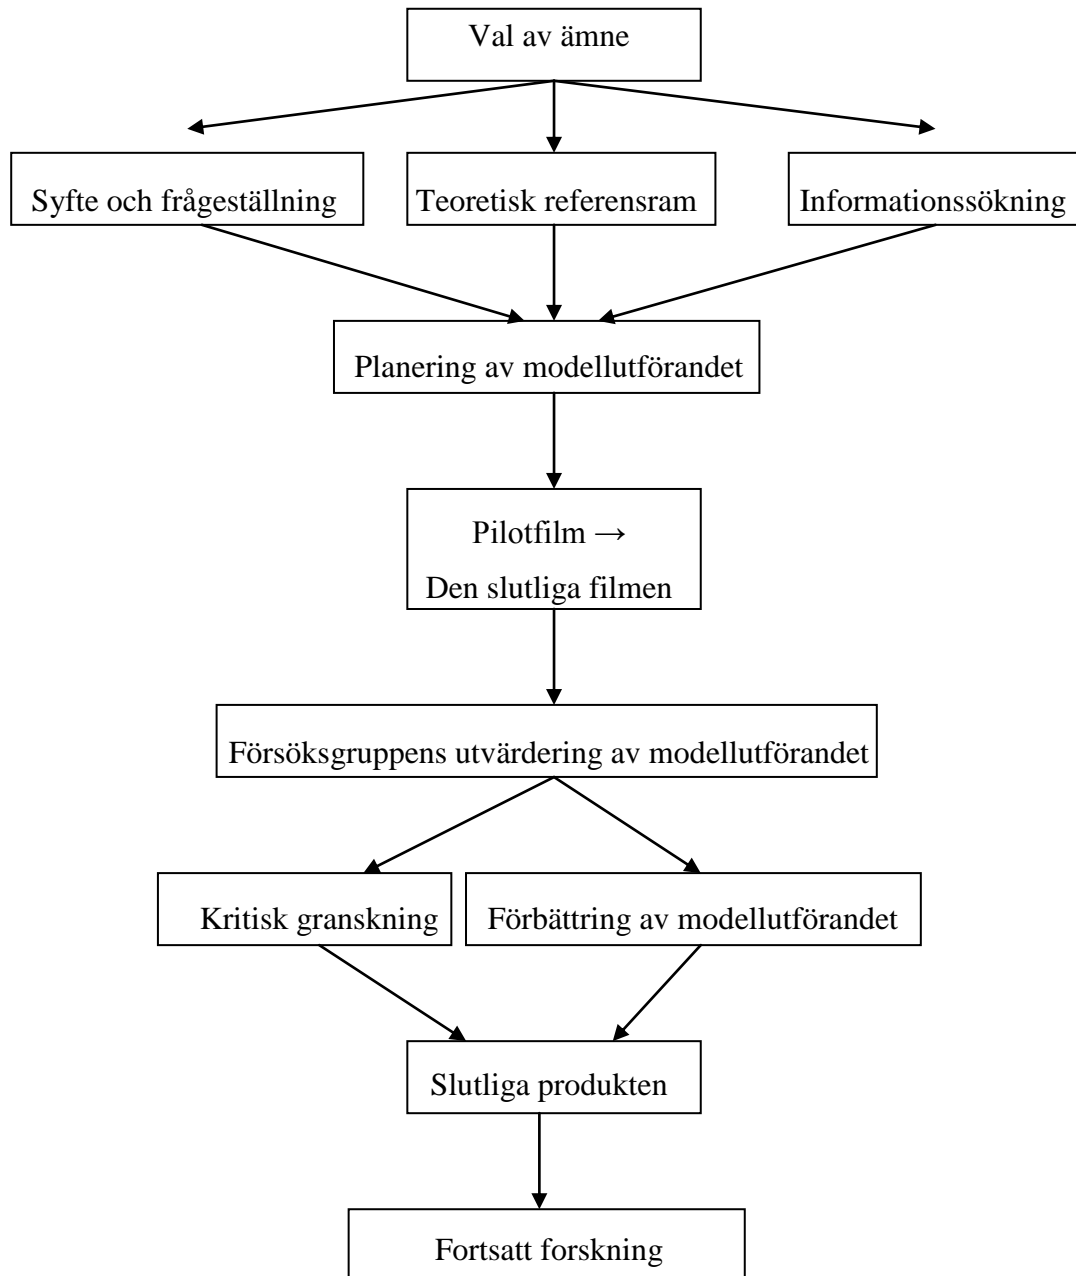 Val av ämne
Syfte och frågeställning
Teoretisk referensram
Informationssökning
Planering av modellutförandet
Pilotfilm →
Den slutliga filmen
Försöksgruppens utvärdering av modellutförandet
Kritisk granskning
Förbättring av modellutförandet
Slutliga produkten
Fortsatt forskning